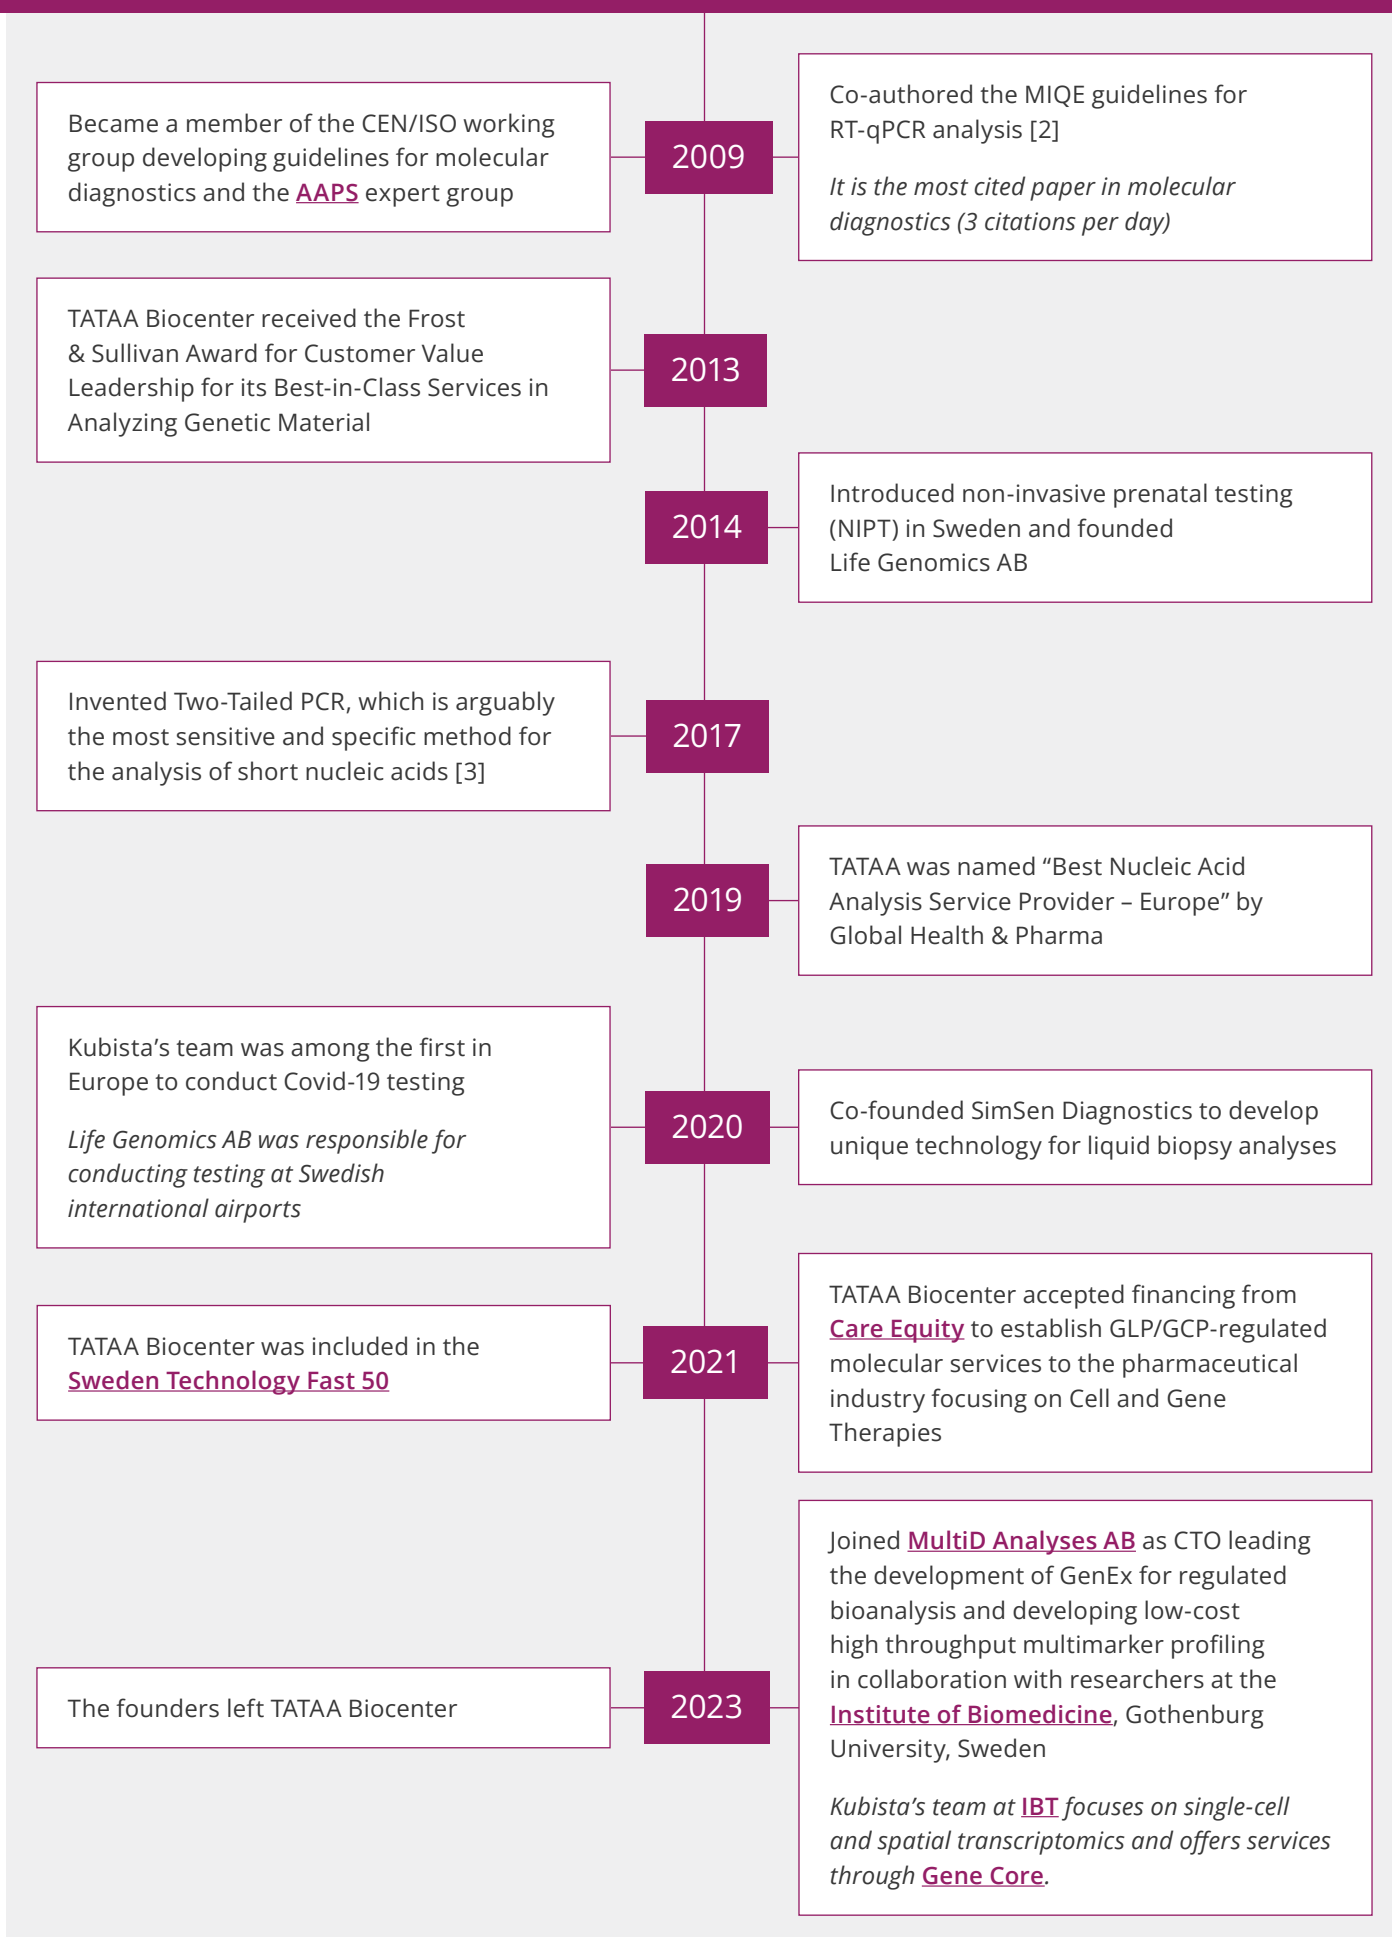 Became a member of the CEN/ISO working
group developing guidelines for molecular
diagnostics and the AAPS expert group
2009
Co-authored the MIQE guidelines for
RT-qPCR analysis [2]
It is the most cited paper in molecular
diagnostics (3 citations per day)
TATAA Biocenter received the Frost
& Sullivan Award for Customer Value
Leadership for its Best-in-Class Services in
Analyzing Genetic Material
2013
2014
Introduced non-invasive prenatal testing
(NIPT) in Sweden and founded
Life Genomics AB
Invented Two-Tailed PCR, which is arguably
the most sensitive and specific method for
the analysis of short nucleic acids [3]
2017
2019
TATAA was named “Best Nucleic Acid
Analysis Service Provider – Europe” by
Global Health & Pharma
Kubista’s team was among the first in
Europe to conduct Covid-19 testing
Life Genomics AB was responsible for
conducting testing at Swedish
international airports
2020
Co-founded SimSen Diagnostics to develop
unique technology for liquid biopsy analyses
TATAA Biocenter was included in the
Sweden Technology Fast 50
2021
TATAA Biocenter accepted financing from
Care Equity to establish GLP/GCP-regulated
molecular services to the pharmaceutical
industry focusing on Cell and Gene
Therapies
The founders left TATAA Biocenter
2023
Joined MultiD Analyses AB as CTO leading
the development of GenEx for regulated
bioanalysis and developing low-cost
high throughput multimarker profiling
in collaboration with researchers at the
Institute of Biomedicine, Gothenburg
University, Sweden
Kubista’s team at IBT focuses on single-cell
and spatial transcriptomics and offers services
through Gene Core.